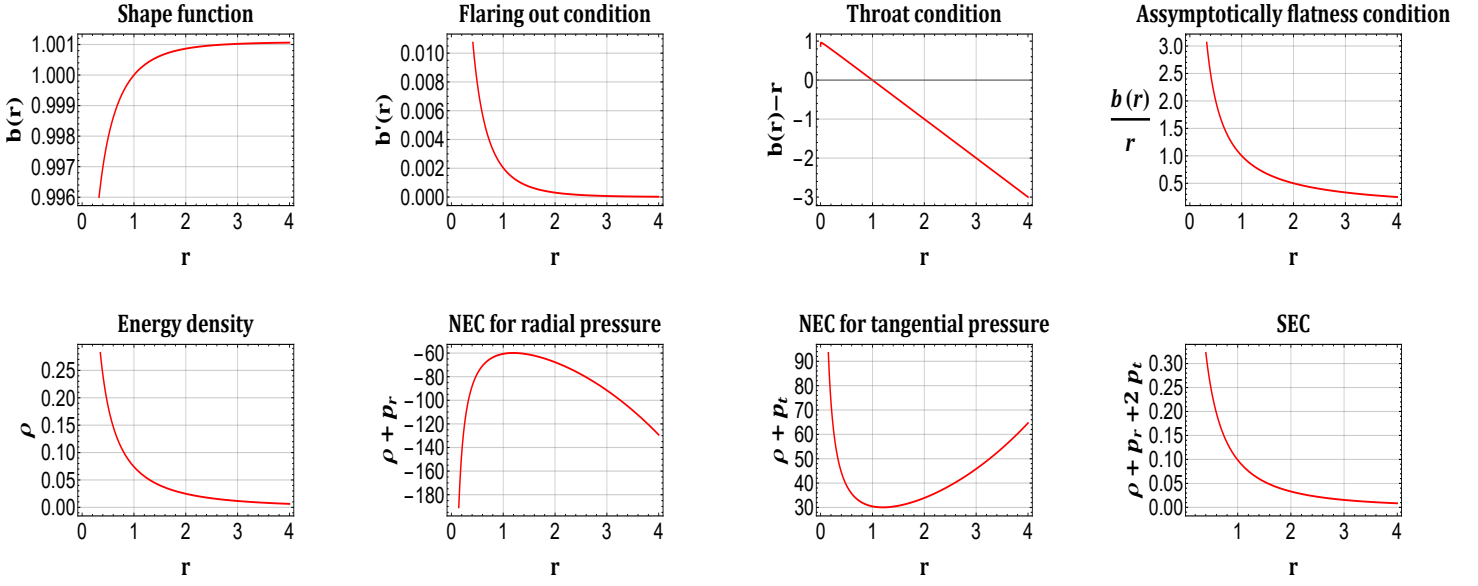 Shape function
b(r)
1.001
1.000
0.999
0.998
0.997
0.996
0 1 2 3 4
r
Flaring out condition
b'(r)
0.010
0.008
0.006
0.004
0.002
0.000
0 1 2 3 4
r
Throat condition
b(r)−r
1
0
−1
−2
−3
0 1 2 3 4
r
Assymptotically flatness condition
b(r)
r
3.0
2.5
2.0
1.5
1.0
0.5
0 1 2 3 4
r
Energy density
ρ
0.25
0.20
0.15
0.10
0.05
0.00
0 1 2 3 4
r
NEC for radial pressure
ρ + p_r
−60
−80
−100
−120
−140
−160
−180
0 1 2 3 4
r
NEC for tangential pressure
ρ + p_t
90
80
70
60
50
40
30
0 1 2 3 4
r
SEC
ρ + p_r +2 p_t
0.30
0.25
0.20
0.15
0.10
0.05
0.00
1 2 3 4
r